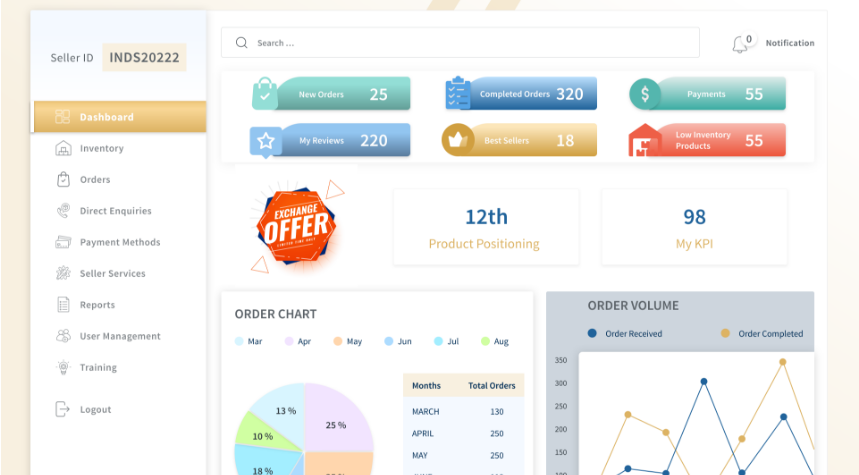 Seller ID INDS20222
Search ...
0
Notification
New Orders 25
Completed Orders 320
Payments 55
My Reviews 220
Best Sellers 18
Low Inventory
Products 55
Dashboard
Inventory
Orders
Direct Enquiries
Payment Methods
Seller Services
Reports
User Management
Training
Logout
EXCHANGE
OFFER
LIMITED TIME ONLY
12th
Product Positioning
98
My KPI
ORDER CHART
Mar Apr May Jun Jul Aug
13 %
25 %
10 %
18 %
Months Total Orders
MARCH 130
APRIL 250
MAY 250
ORDER VOLUME
Order Received Order Completed
350
300
250
200
150